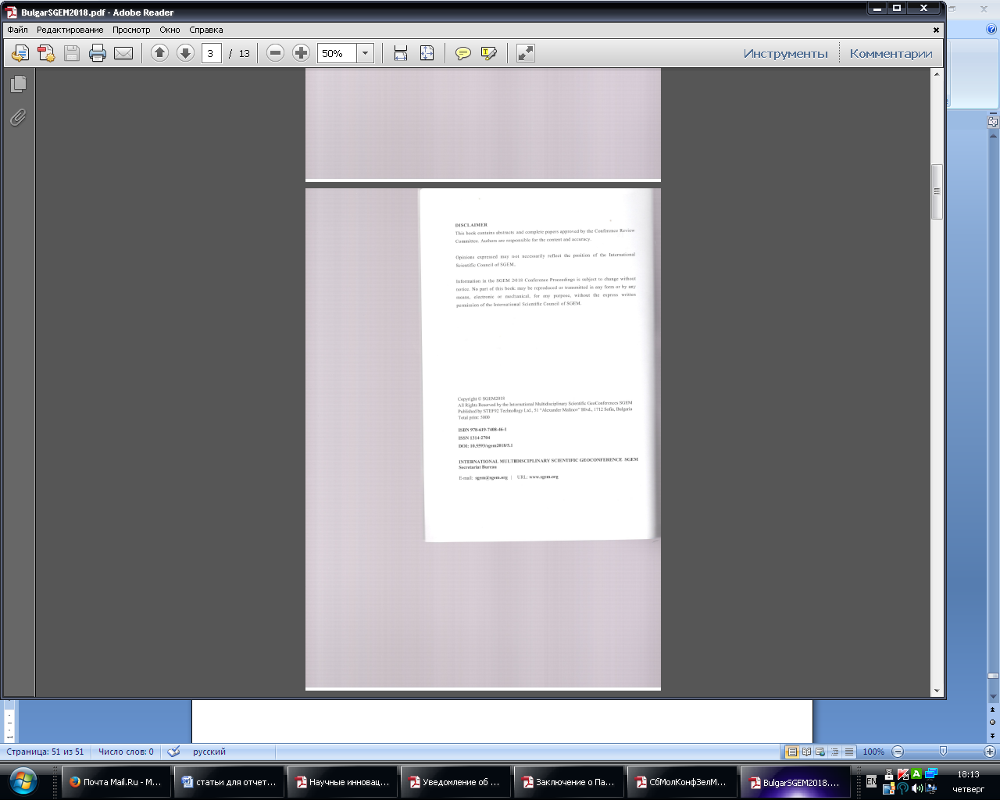 BulgarSGEM2018.pdf - Adobe Reader
Файл Редактирование Просмотр Окно Справка
3 / 13 50% Инструменты Комментарии
DISCLAIMER
This book contains abstracts and complete papers approved by the Conference Review
Committee. Authors are responsible for the content and accuracy.
Opinions expressed may not necessarily reflect the position of the International
Scientific Council of SGEM.
Information in the SGEM 2018 Conference Proceedings is subject to change without
notice. No part of this book may be reproduced or transmitted in any form or by any
means, electronic or mechanical, for any purpose, without the express written
permission of the International Scientific Council of SGEM.
Copyright © SGEM2018
All Rights Reserved by the International Multidisciplinary Scientific GeoConferences SGEM
Published by STEF92 Technology Ltd., 51 "Alexander Malinov" Blvd., 1712 Sofia, Bulgaria
Total print: 5000
ISBN 978-619-7408-46-1
ISSN 1314-2704
DOI: 10.5593/sgem2018/5.1
INTERNATIONAL MULTIDISCIPLINARY SCIENTIFIC GEOCONFERENCE SGEM
Secretariat Bureau
E-mail: sgem@sgem.org | URL: www.sgem.org
Страница: 51 из 51 Число слов: 0 русский 100%
Почта Mail.Ru - M... статьи для отчет... Научные инновац... Уведомление об ... Заключение о Па... СбМолКонфЗелМ... BulgarSGEM2018.... EN 18:13
четверг